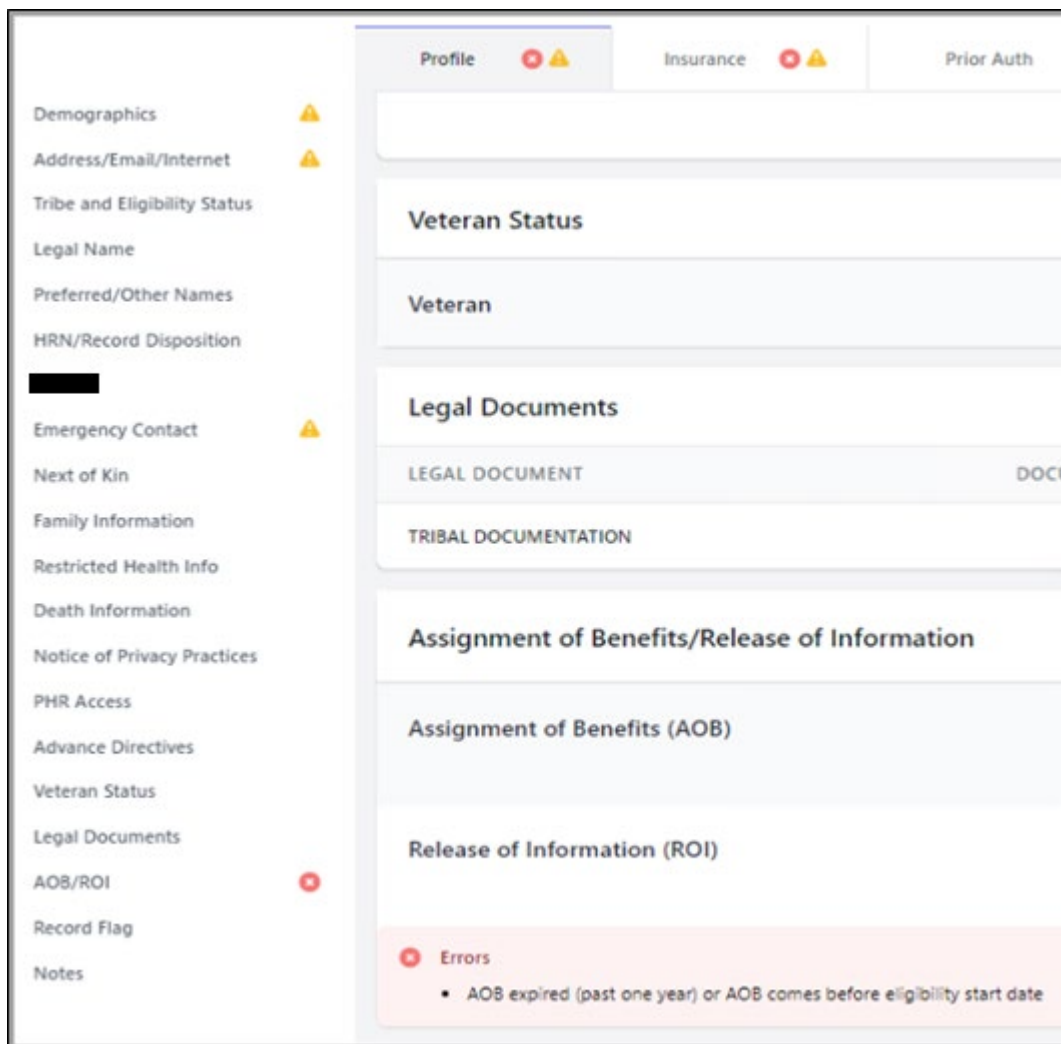 Profile
Insurance
Prior Auth
Demographics
Address/Email/Internet
Tribe and Eligibility Status
Legal Name
Preferred/Other Names
HRN/Record Disposition
Emergency Contact
Next of Kin
Family Information
Restricted Health Info
Death Information
Notice of Privacy Practices
PHR Access
Advance Directives
Veteran Status
Legal Documents
AOB/ROI
Record Flag
Notes
Veteran Status
Veteran
Legal Documents
LEGAL DOCUMENT DOCU
TRIBAL DOCUMENTATION
Assignment of Benefits/Release of Information
Assignment of Benefits (AOB)
Release of Information (ROI)
Errors
• AOB expired (past one year) or AOB comes before eligibility start date